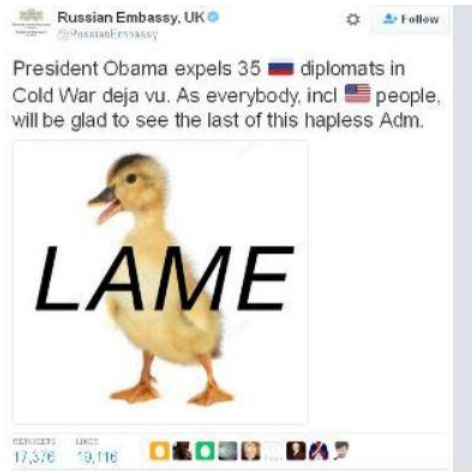 Russian Embassy, UK
@RussianEmbassy
Follow
President Obama expels 35 🇷🇺 diplomats in
Cold War deja vu. As everybody, incl 🇺🇸 people,
will be glad to see the last of this hapless Adm.
LAME
RETWEETS LIKES
17,376 19,116